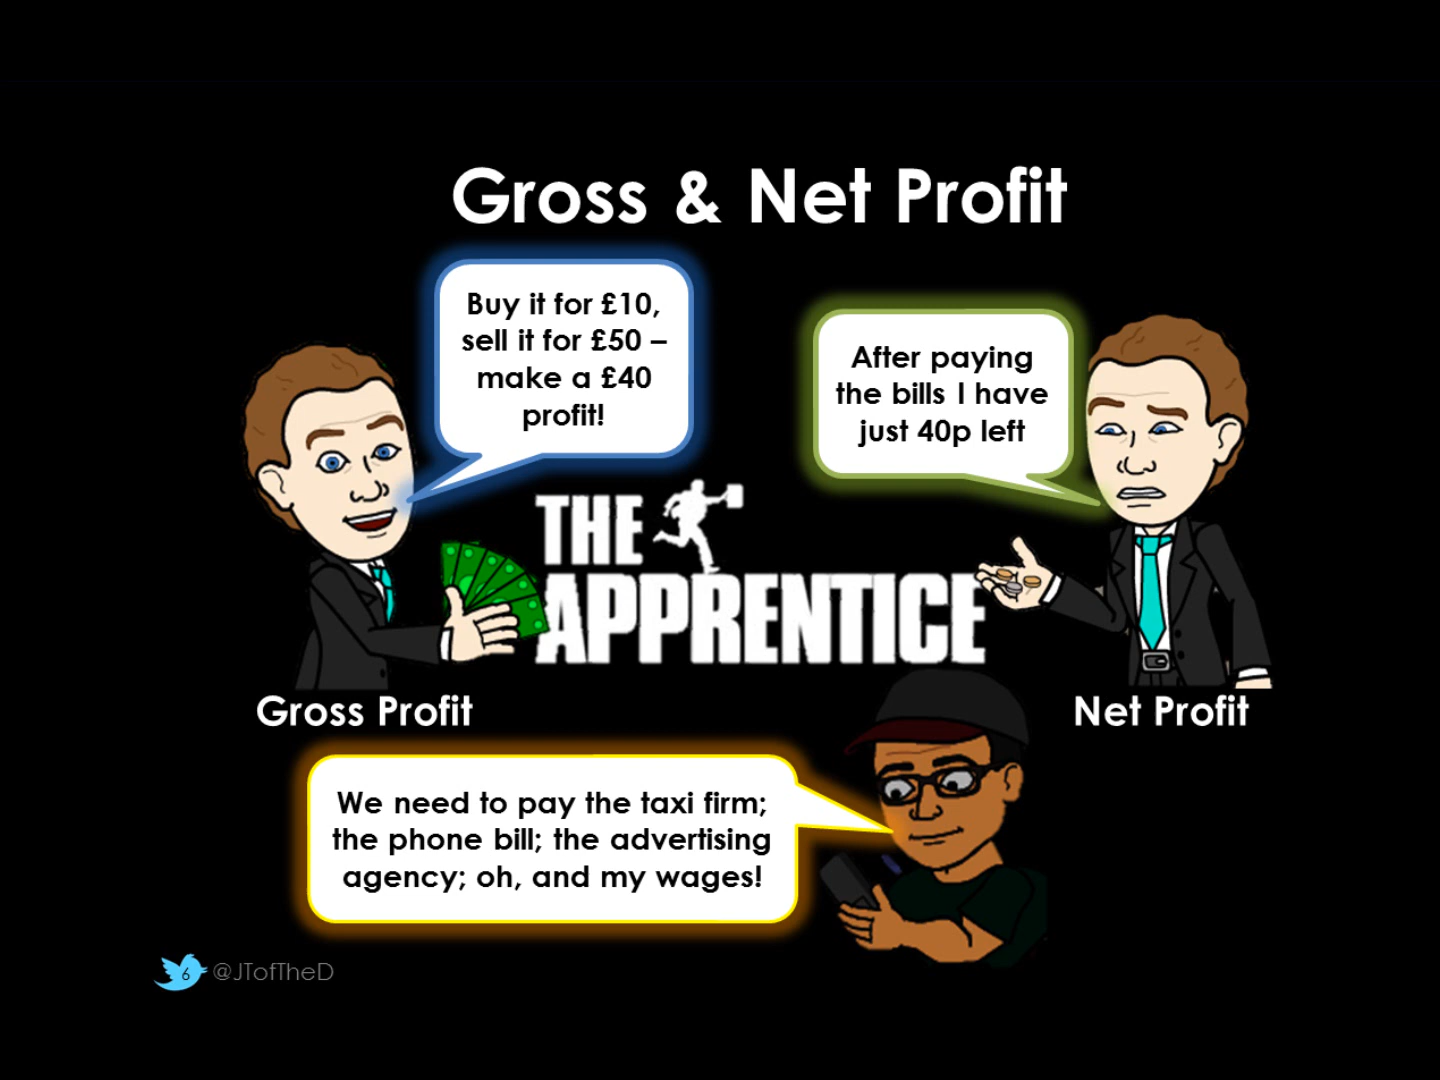 Gross & Net Profit
Buy it for £10,
sell it for £50 –
make a £40
profit!
After paying
the bills I have
just 40p left
THE
APPRENTICE
Gross Profit
Net Profit
We need to pay the taxi firm;
the phone bill; the advertising
agency; oh, and my wages!
6 @JTofTheD